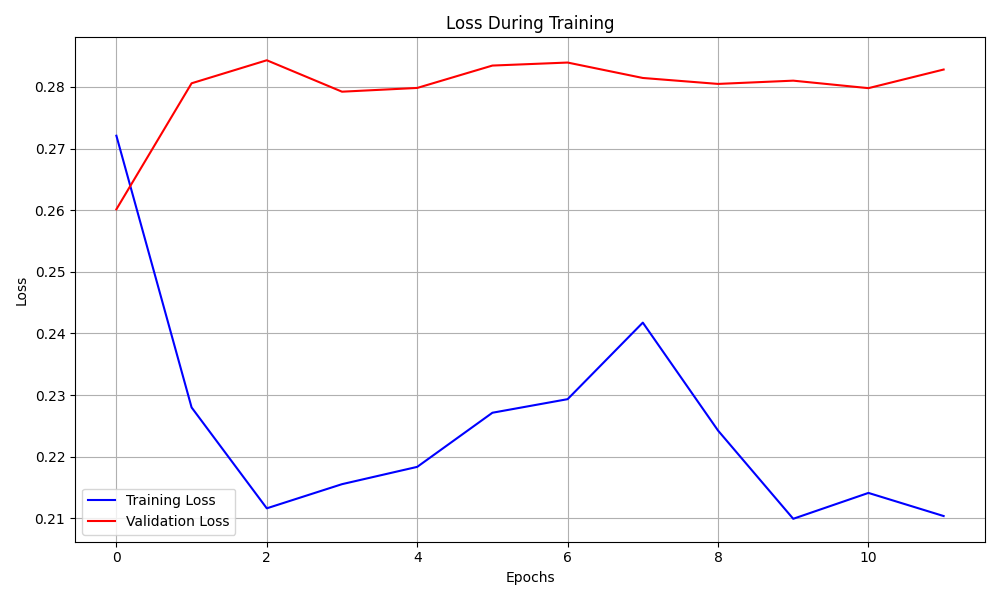 Loss During Training
0.28
0.27
0.26
0.25
0.24
0.23
0.22
0.21
Loss
Training Loss
Validation Loss
0 2 4 6 8 10
Epochs